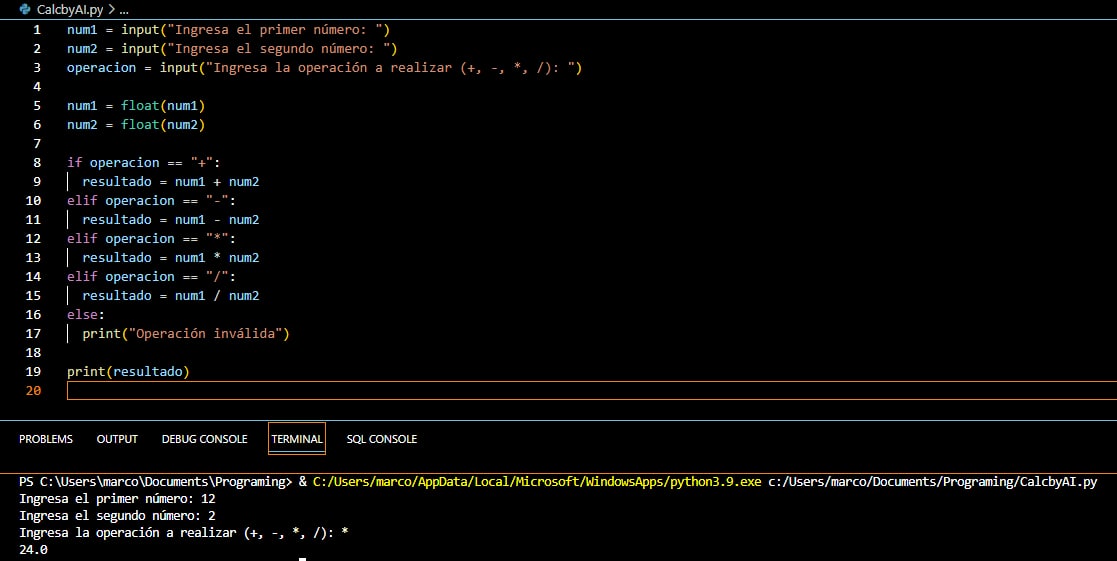 CalcbyAI.py > ...
1 num1 = input("Ingresa el primer número: ")
2 num2 = input("Ingresa el segundo número: ")
3 operacion = input("Ingresa la operación a realizar (+, -, *, /): ")
4
5 num1 = float(num1)
6 num2 = float(num2)
7
8 if operacion == "+":
9   resultado = num1 + num2
10 elif operacion == "-":
11   resultado = num1 - num2
12 elif operacion == "*":
13   resultado = num1 * num2
14 elif operacion == "/":
15   resultado = num1 / num2
16 else:
17   print("Operación inválida")
18
19 print(resultado)
20
PROBLEMS OUTPUT DEBUG CONSOLE TERMINAL SQL CONSOLE
PS C:\Users\marco\Documents\Programing> & C:/Users/marco/AppData/Local/Microsoft/WindowsApps/python3.9.exe c:/Users/marco/Documents/Programing/CalcbyAI.py
Ingresa el primer número: 12
Ingresa el segundo número: 2
Ingresa la operación a realizar (+, -, *, /): *
24.0